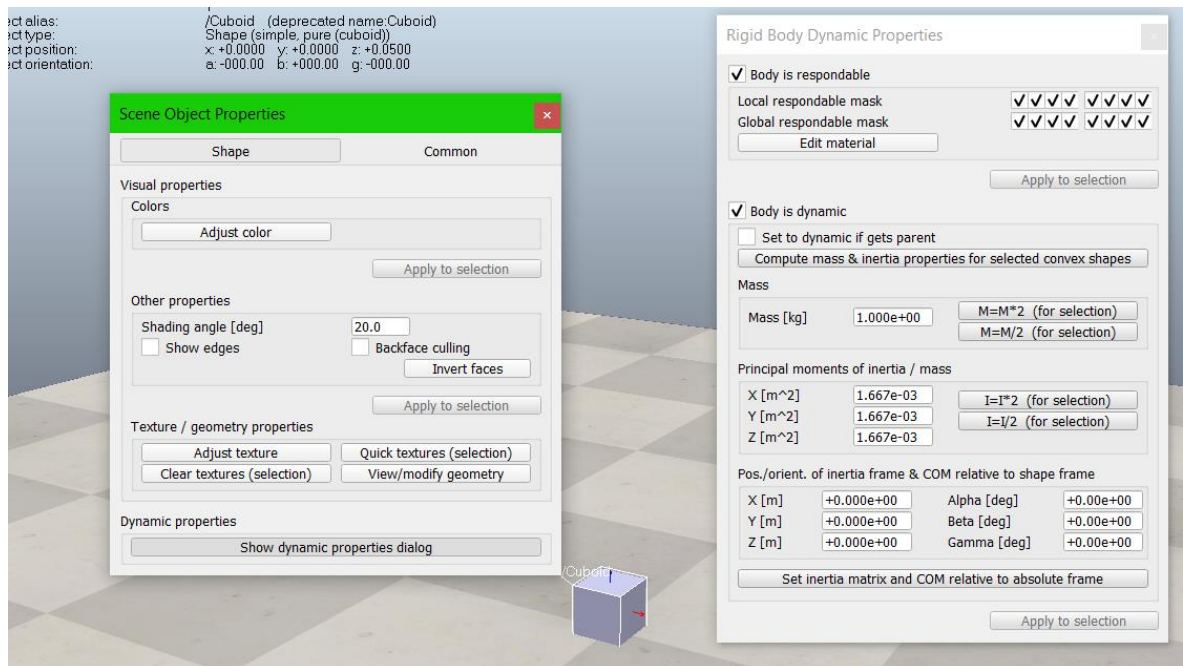 ect alias: /Cuboid (deprecated name:Cuboid)
ect type: Shape (simple, pure (cuboid))
ect position: x: +0.0000 y: +0.0000 z: +0.0500
ect orientation: a: -000.00 b: +000.00 g: -000.00
Scene Object Properties
Shape Common
Visual properties
Colors
Adjust color
Apply to selection
Other properties
Shading angle [deg] 20.0
Show edges Backface culling
Invert faces
Apply to selection
Texture / geometry properties
Adjust texture Quick textures (selection)
Clear textures (selection) View/modify geometry
Dynamic properties
Show dynamic properties dialog
/Cuboid
Rigid Body Dynamic Properties
Body is respondable
Local respondable mask
Global respondable mask
Edit material
Apply to selection
Body is dynamic
Set to dynamic if gets parent
Compute mass & inertia properties for selected convex shapes
Mass
Mass [kg] 1.000e+00 M=M*2 (for selection)
M=M/2 (for selection)
Principal moments of inertia / mass
X [m^2] 1.667e-03 I=I*2 (for selection)
Y [m^2] 1.667e-03 I=I/2 (for selection)
Z [m^2] 1.667e-03
Pos./orient. of inertia frame & COM relative to shape frame
X [m] +0.000e+00 Alpha [deg] +0.00e+00
Y [m] +0.000e+00 Beta [deg] +0.00e+00
Z [m] +0.000e+00 Gamma [deg] +0.00e+00
Set inertia matrix and COM relative to absolute frame
Apply to selection